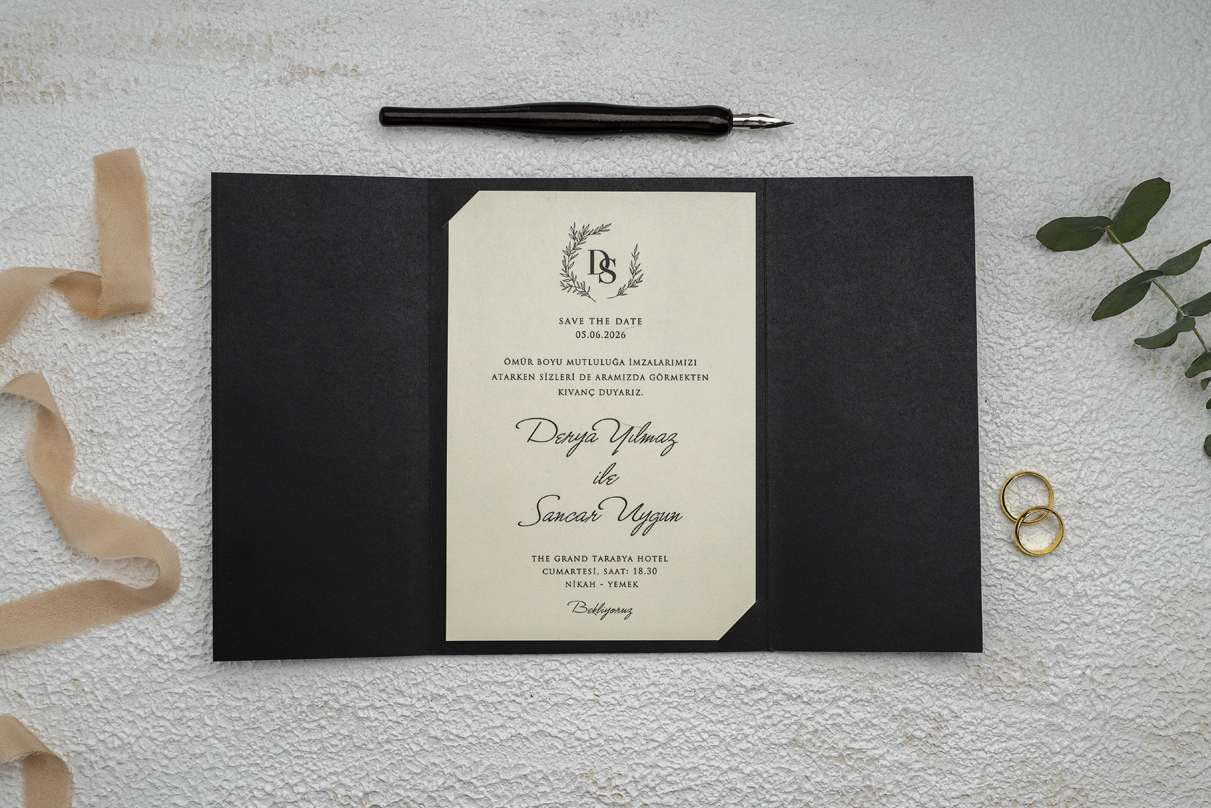 DS
SAVE THE DATE
05.06.2026
ÖMÜR BOYU MUTLULUĞA İMZALARIMIZI
ATARKEN SİZLERİ DE ARAMIZDA GÖRMEKTEN
KIVANÇ DUYARIZ.
Derya Yılmaz
ile
Sancar Uygun
THE GRAND TARABYA HOTEL
CUMARTESİ, SAAT: 18.30
NİKAH - YEMEK
Bekliyoruz